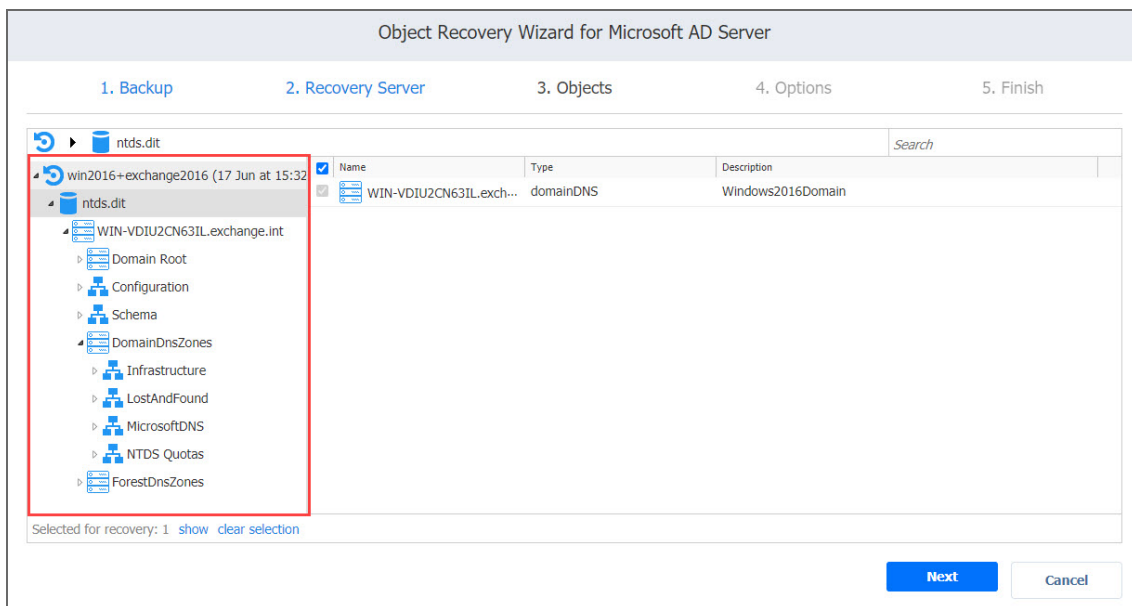 Object Recovery Wizard for Microsoft AD Server
1. Backup 2. Recovery Server 3. Objects 4. Options 5. Finish
ntds.dit Search
win2016+exchange2016 (17 Jun at 15:32
ntds.dit
WIN-VDIU2CN63IL.exchange.int
Domain Root
Configuration
Schema
DomainDnsZones
Infrastructure
LostAndFound
MicrosoftDNS
NTDS Quotas
ForestDnsZones
Name Type Description
WIN-VDIU2CN63IL.exch... domainDNS Windows2016Domain
Selected for recovery: 1 show clear selection
Next Cancel